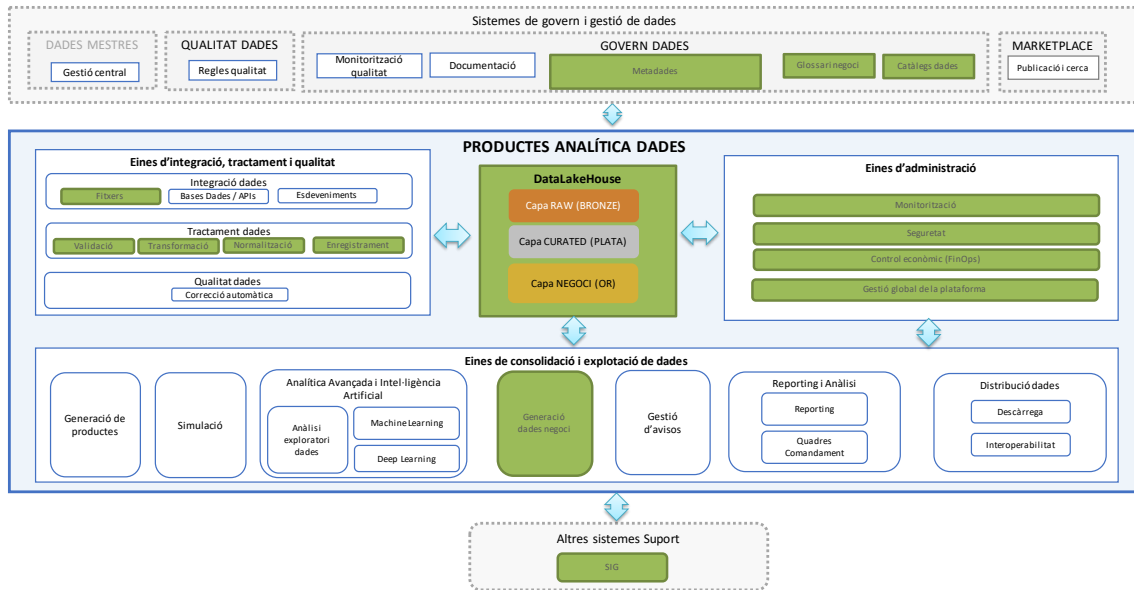 Sistemes de govern i gestió de dades
DADES MESTRES
Gestió central
QUALITAT DADES
Regles qualitat
GOVERN DADES
Monitorització
qualitat
Documentació
Metadades
Glossari negoci
Catàlegs dades
MARKETPLACE
Publicació i cerca
PRODUCTES ANALÍTICA DADES
Eines d'integració, tractament i qualitat
Integració dades
Fitxers
Bases Dades / APIs
Esdeveniments
Tractament dades
Validació
Transformació
Normalització
Enregistrament
Qualitat dades
Correcció automàtica
DataLakeHouse
Capa RAW (BRONZE)
Capa CURATED (PLATA)
Capa NEGOCI (OR)
Eines d'administració
Monitorització
Seguretat
Control econòmic (FinOps)
Gestió global de la plataforma
Eines de consolidació i explotació de dades
Generació de
productes
Simulació
Analítica Avançada i Intel·ligència
Artificial
Anàlisi
exploratori
dades
Machine Learning
Deep Learning
Generació
dades negoci
Gestió
d'avisos
Reporting i Anàlisi
Reporting
Quadres
Comandament
Distribució dades
Descàrrega
Interoperabilitat
Altres sistemes Suport
SIG